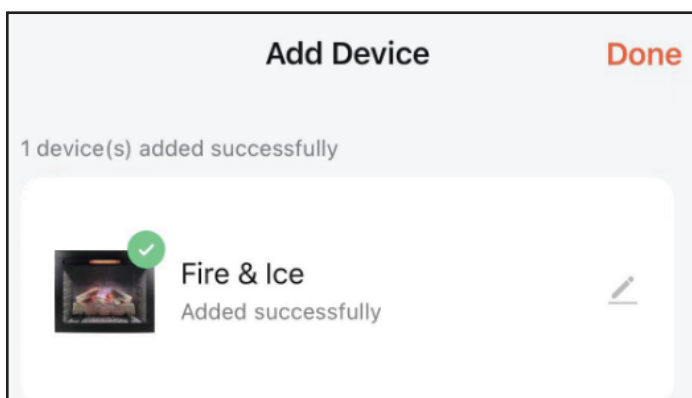 Add Device
Done
1 device(s) added successfully
Fire & Ice
Added successfully